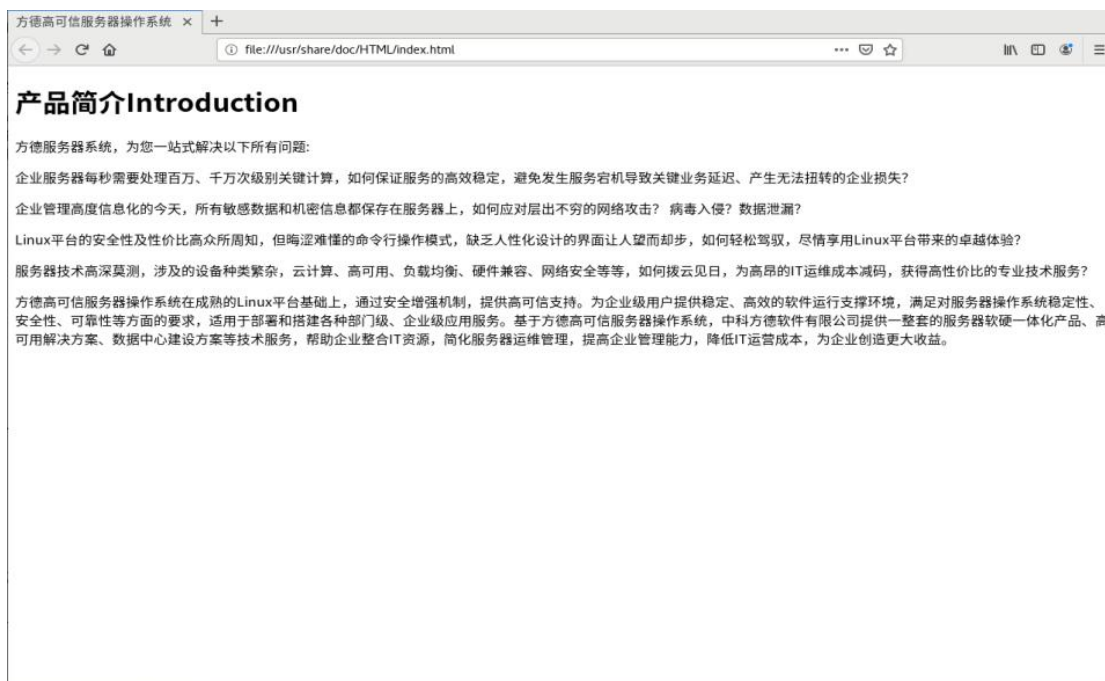 方德高可信服务器操作系统
file:///usr/share/doc/HTML/index.html
产品简介Introduction
方德服务器系统，为您一站式解决以下所有问题:
企业服务器每秒需要处理百万、千万次级别关键计算，如何保证服务的高效稳定，避免发生服务宕机导致关键业务延迟、产生无法扭转的企业损失？
企业管理高度信息化的今天，所有敏感数据和机密信息都保存在服务器上，如何应对层出不穷的网络攻击？ 病毒入侵？数据泄漏？
Linux平台的安全性及性价比高众所周知，但晦涩难懂的命令行操作模式，缺乏人性化设计的界面让人望而却步，如何轻松驾驭，尽情享用Linux平台带来的卓越体验？
服务器技术高深莫测，涉及的设备种类繁杂，云计算、高可用、负载均衡、硬件兼容、网络安全等等，如何拨云见日，为高昂的IT运维成本减码，获得高性价比的专业技术服务？
方德高可信服务器操作系统在成熟的Linux平台基础上，通过安全增强机制，提供高可信支持。为企业级用户提供稳定、高效的软件运行支撑环境，满足对服务器操作系统稳定性、
安全性、可靠性等方面的要求，适用于部署和搭建各种部门级、企业级应用服务。基于方德高可信服务器操作系统，中科方德软件有限公司提供一整套的服务器软硬一体化产品、高
可用解决方案、数据中心建设方案等技术服务，帮助企业整合IT资源，简化服务器运维管理，提高企业管理能力，降低IT运营成本，为企业创造更大收益。